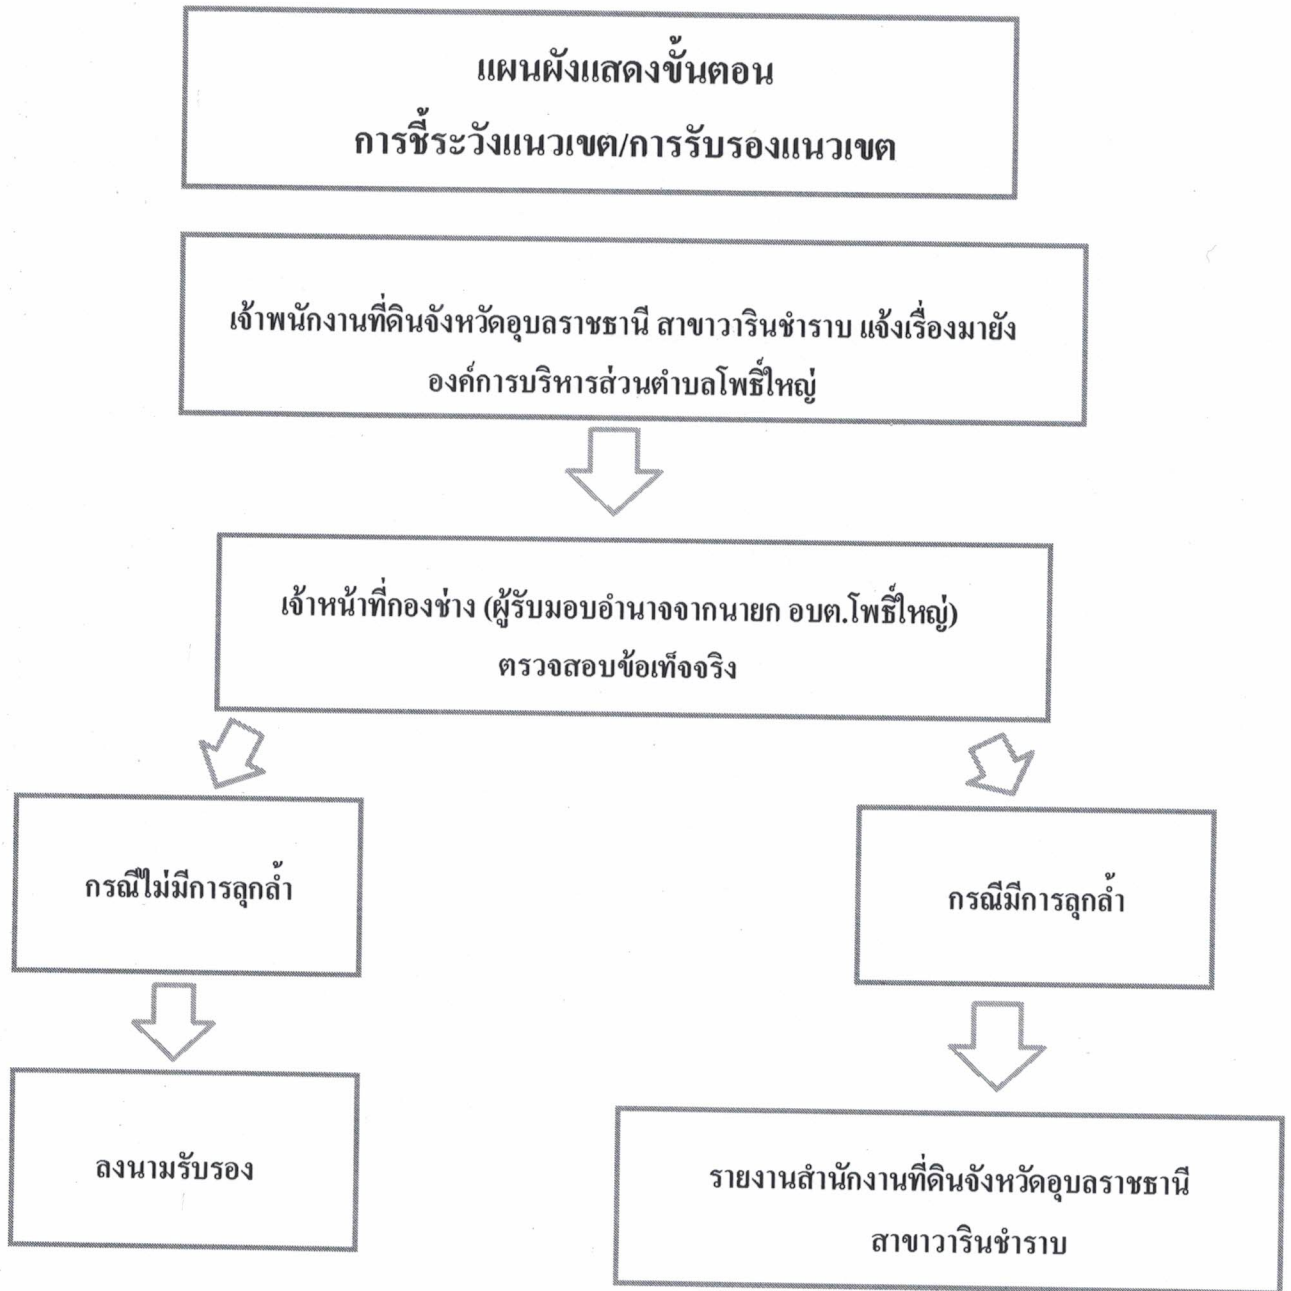 แผนผังแสดงขั้นตอน
การชี้ระวังแนวเขต/การรับรองแนวเขต
เจ้าพนักงานที่ดินจังหวัดอุบลราชธานี สาขาวารินชำราบ แจ้งเรื่องมายัง
องค์การบริหารส่วนตำบลโพธิ์ใหญ่
เจ้าหน้าที่กองช่าง (ผู้รับมอบอำนาจจากนายก อบต.โพธิ์ใหญ่)
ตรวจสอบข้อเท็จจริง
กรณีไม่มีการลุกล้ำ
กรณีมีการลุกล้ำ
ลงนามรับรอง
รายงานสำนักงานที่ดินจังหวัดอุบลราชธานี
สาขาวารินชำราบ